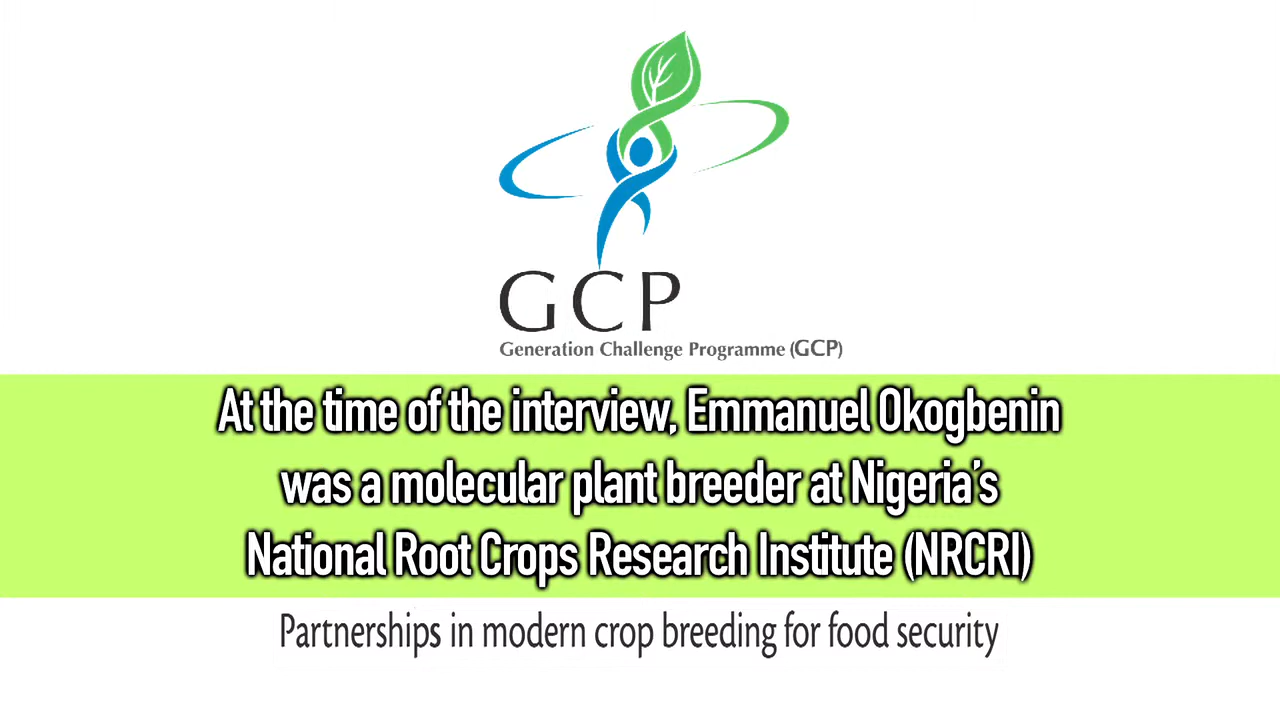 GCP
Generation Challenge Programme (GCP)
At the time of the interview, Emmanuel Okogbenin
was a molecular plant breeder at Nigeria’s
National Root Crops Research Institute (NRCRI)
Partnerships in modern crop breeding for food security